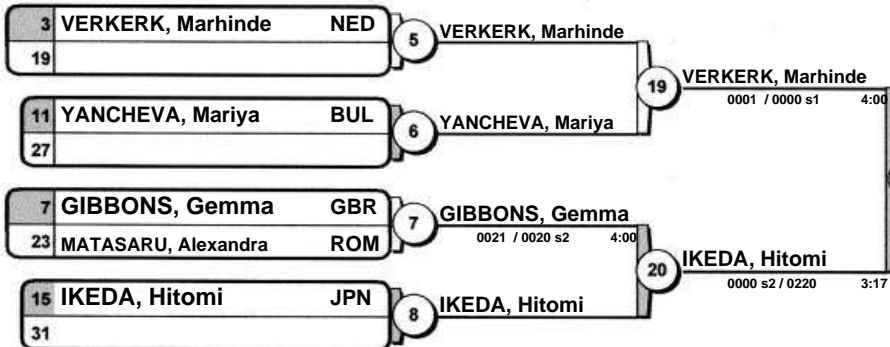 3 VERKERK, Marhinde NED
19
5
VERKERK, Marhinde
11 YANCHEVA, Mariya BUL
27
6
YANCHEVA, Mariya
19
VERKERK, Marhinde
0001 / 0000 s1 4:00
7 GIBBONS, Gemma GBR
23 MATASARU, Alexandra ROM
7
GIBBONS, Gemma
0021 / 0020 s2 4:00
15 IKEDA, Hitomi JPN
31
8
IKEDA, Hitomi
20
IKEDA, Hitomi
0000 s2 / 0220 3:17